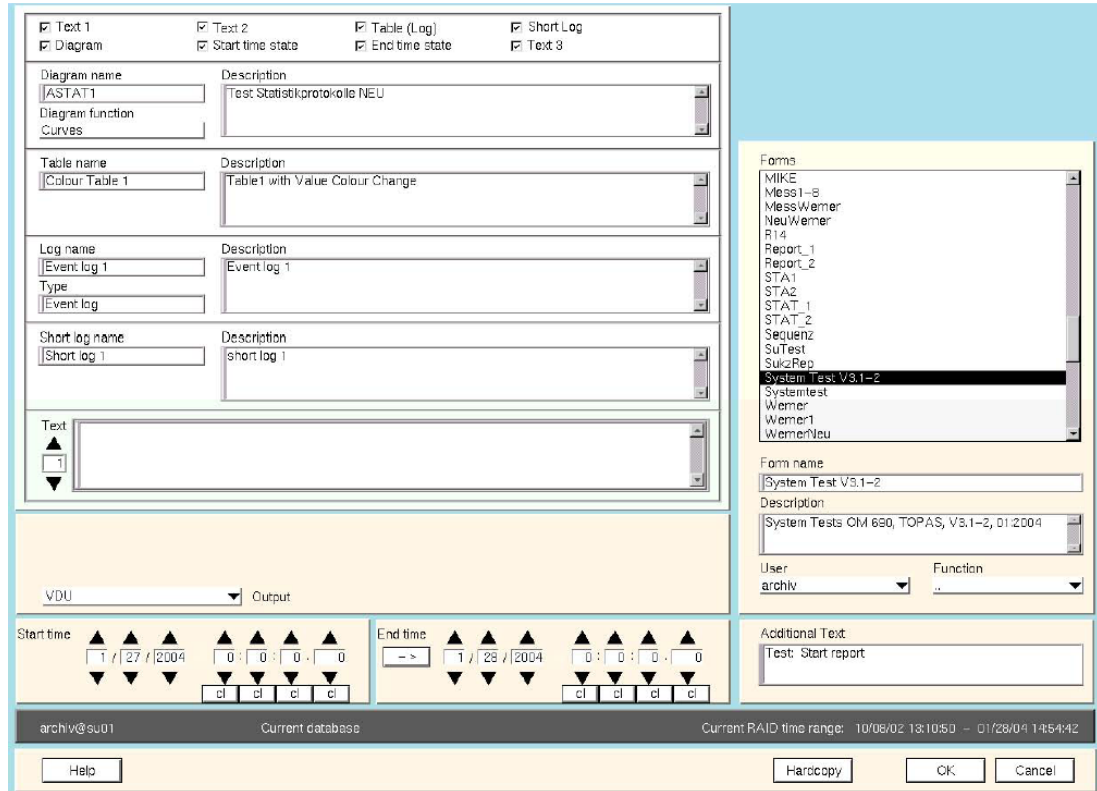 Text 1 Text 2 Table (Log) Short Log
Diagram Start time state End time state Text 3
Diagram name Description
ASTAT1 Test Statistikprotokolle NEU
Diagram function
Curves
Table name Description
Colour Table 1 Table1 with Value Colour Change
Log name Description
Event log 1 Event log 1
Type
Event log
Short log name Description
Short log 1 short log 1
Text
1
VDU Output
Start time
1 / 27 / 2004 0 : 0 : 0 . 0
cl cl cl cl
End time
-> 1 / 28 / 2004 0 : 0 : 0 . 0
cl cl cl cl
Forms
MIKE
Mess1-8
MessWerner
NeuWerner
R14
Report_1
Report_2
STA1
STA2
STAT_1
STAT_2
Sequenz
SuTest
SukzRep
System Test V3.1-2
Systemtest
Werner
Werner1
WernerNeu
Form name
System Test V3.1-2
Description
System Tests OM 690, TOPAS, V3.1-2, 01.2004
User Function
archiv ..
Additional Text
Test: Start report
archiv@su01 Current database Current RAID time range: 10/08/02 13:10:50 - 01/28/04 14:54:42
Help Hardcopy OK Cancel